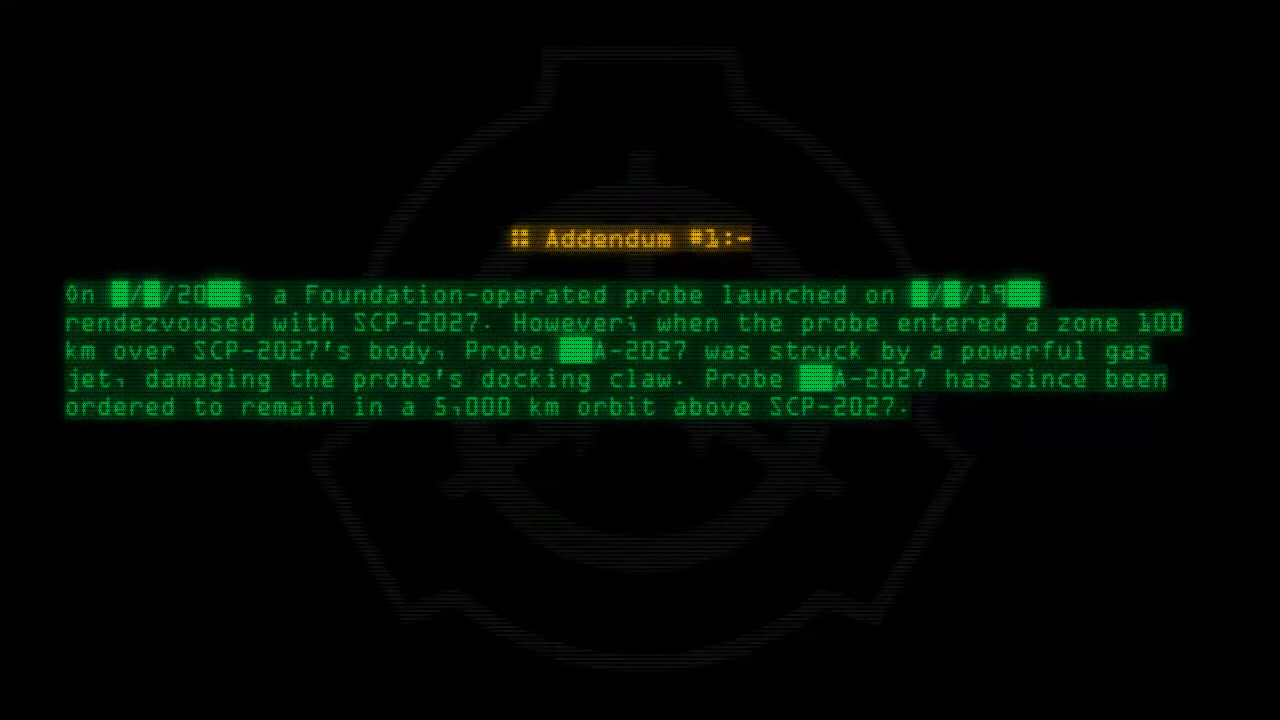 # Addendum #1:-
On █/█/20██, a Foundation-operated probe launched on █/█/19██
rendezvoused with SCP-2027. However; when the probe entered a zone 100
km over SCP-2027's body, Probe ██A-2027 was struck by a powerful gas
jet, damaging the probe's docking claw. Probe ██A-2027 has since been
ordered to remain in a 5,000 km orbit above SCP-2027.